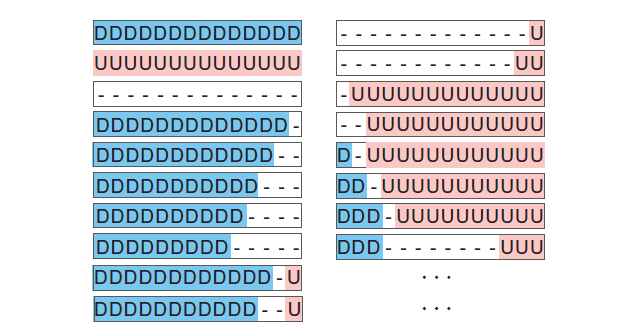 DDDDDDDDDDDDDD
UUUUUUUUUUUUUU
- - - - - - - - - - - - - -
DDDDDDDDDDDDD-
DDDDDDDDDDDD- -
DDDDDDDDDDD- - -
DDDDDDDDDD- - - -
DDDDDDDDD- - - - -
DDDDDDDDDDDD-U
DDDDDDDDDDD- -U
- - - - - - - - - - - - -U
- - - - - - - - - - - -UU
-UUUUUUUUUUUUU
- -UUUUUUUUUUUU
D-UUUUUUUUUUUU
DD-UUUUUUUUUUU
DDD-UUUUUUUUUU
DDD- - - - - - - -UUU
...
...